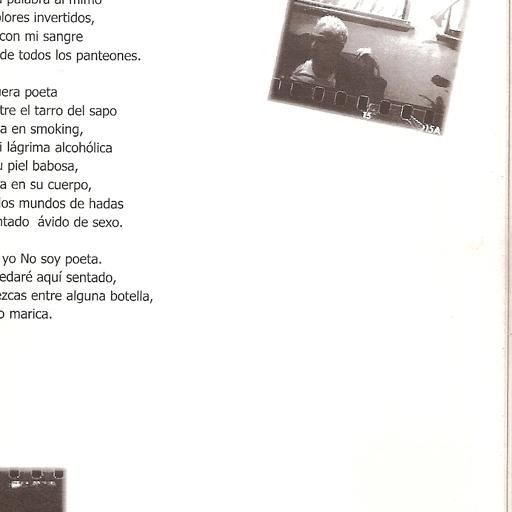 palabra al mimo
olores invertidos,
con mi sangre
de todos los panteones.
uera poeta
tre el tarro del sapo
a en smoking,
i lágrima alcohólica
u piel babosa,
a en su cuerpo,
los mundos de hadas
ntado ávido de sexo.
yo No soy poeta.
edaré aquí sentado,
ezcas entre alguna botella,
o marica.
15
15A